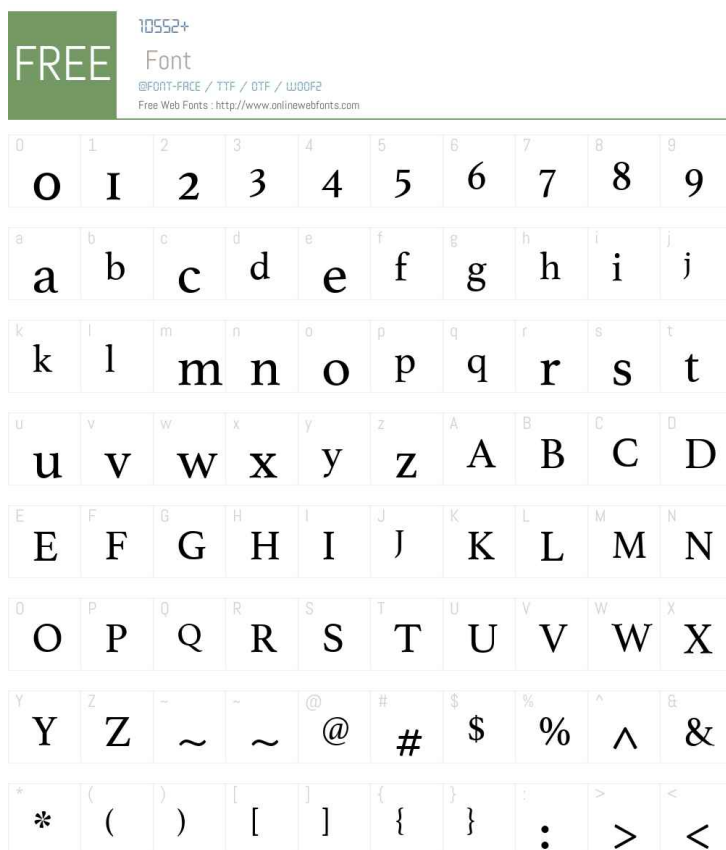 FREE
10552+
Font
@FONT-FACE / TTF / OTF / WOOF2
Free Web Fonts : http://www.onlinewebfonts.com
0 1 2 3 4 5 6 7 8 9
0 1 2 3 4 5 6 7 8 9
a b c d e f g h i j
a b c d e f g h i j
k l m n o p q r s t
k l m n o p q r s t
u v w x y z A B C D
u v w x y z A B C D
E F G H I J K L M N
E F G H I J K L M N
O P Q R S T U V W X
O P Q R S T U V W X
Y Z ~ ~ @ # $ % ^ &
Y Z ~ ~ @ # $ % ^ &
* ( ) [ ] { } : > <
* ( ) [ ] { } : > <